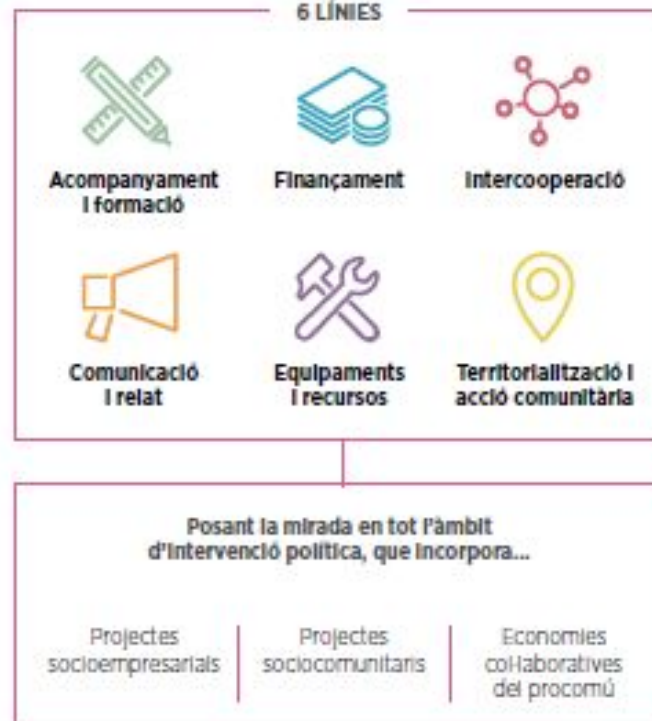 6 LÍNIES
Acompanyament
i formació
Finançament
Intercooperació
Comunicació
i relat
Equipaments
i recursos
Territorialització i
acció comunitària
Posant la mirada en tot l'àmbit
d'intervenció política, que incorpora...
Projectes
socioempresarials
Projectes
sociocomunitaris
Economies
col·laboratives
del procomú